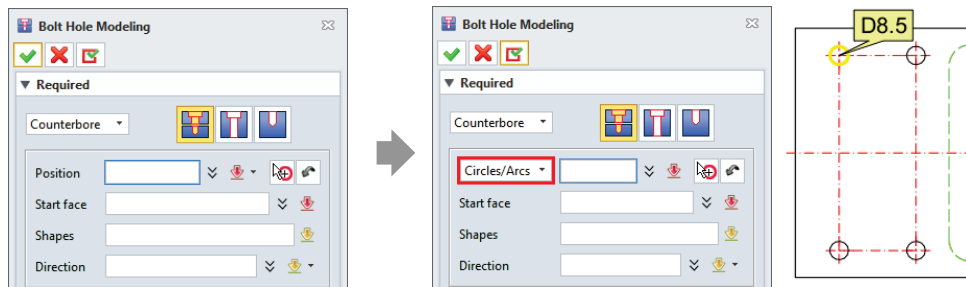 Bolt Hole Modeling
Required
Counterbore
Position
Start face
Shapes
Direction
Bolt Hole Modeling
Required
Counterbore
Circles/Arcs
Start face
Shapes
Direction
D8.5